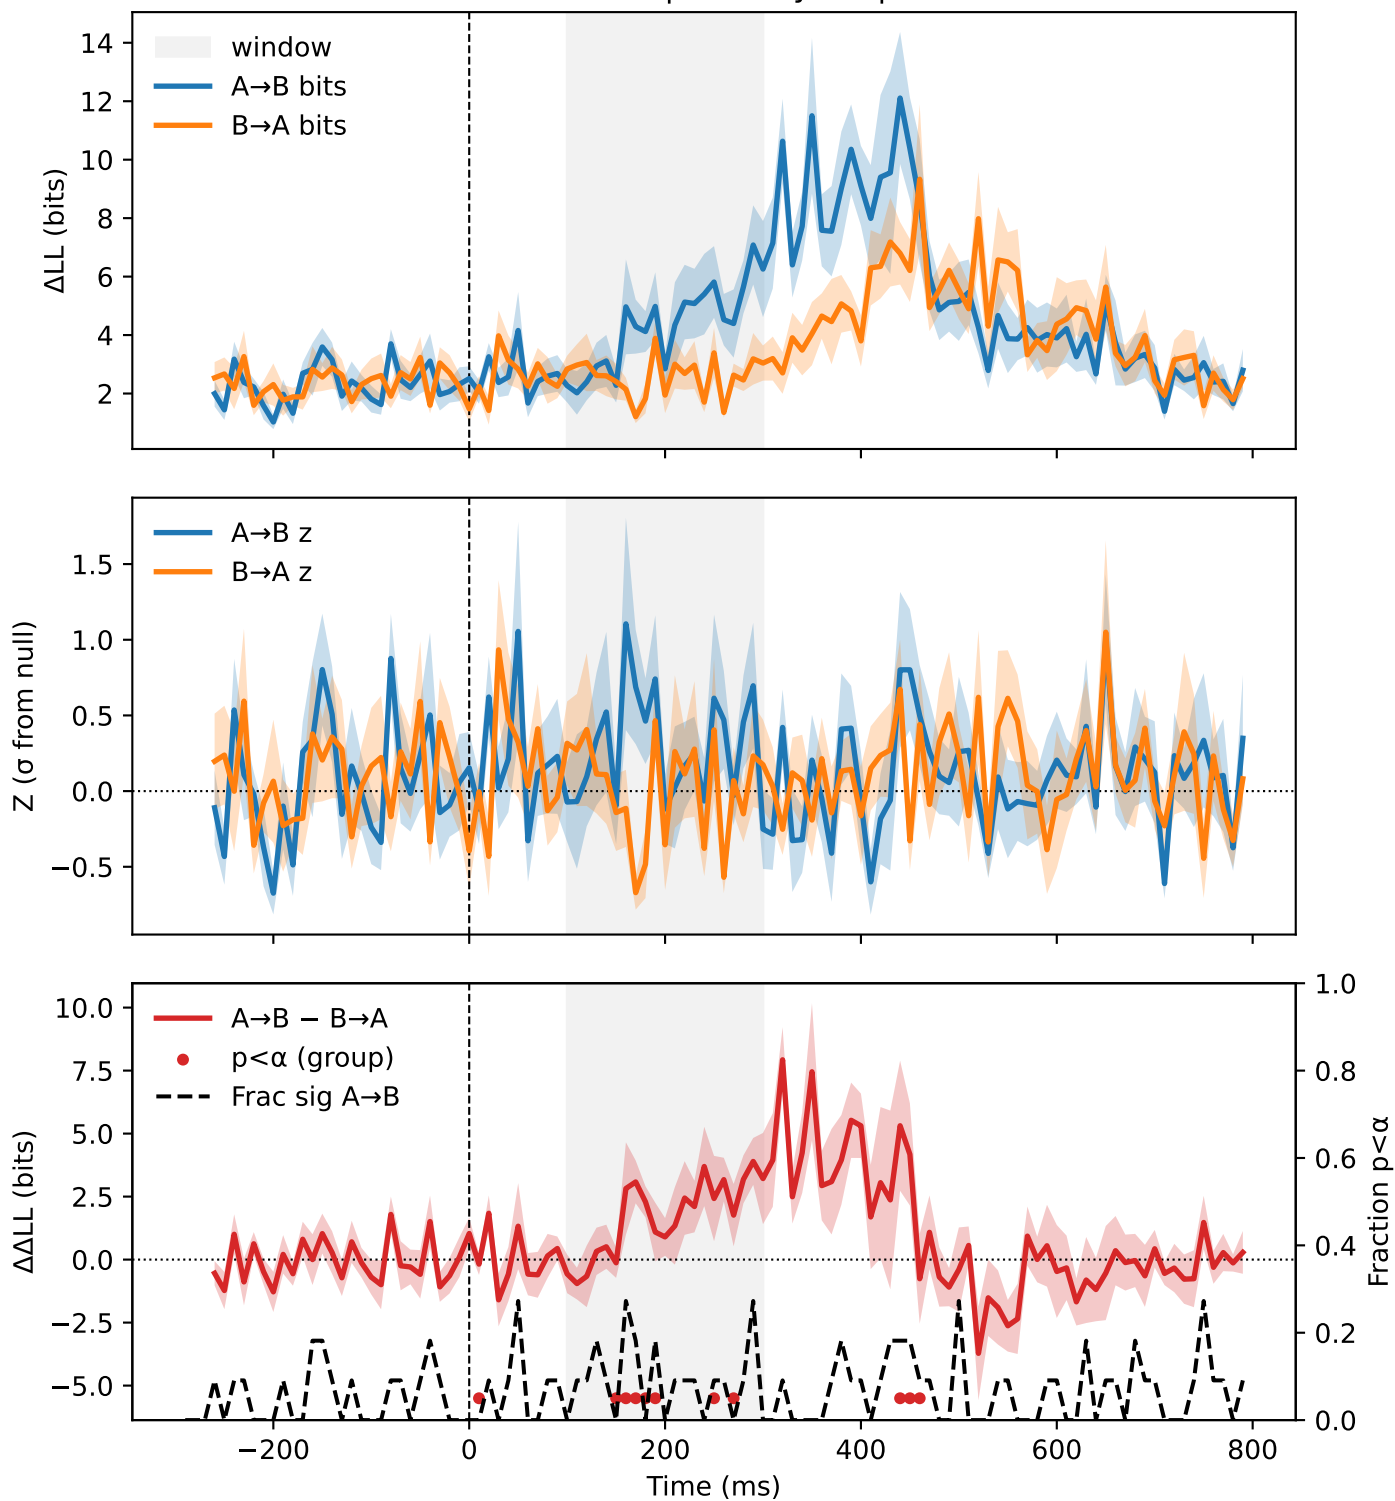 14
12
10
8
6
4
2
ΔLL (bits)
window
A→B bits
B→A bits
1.5
1.0
0.5
0.0
−0.5
Z (σ from null)
A→B z
B→A z
10.0
7.5
5.0
2.5
0.0
−2.5
−5.0
ΔΔLL (bits)
A→B − B→A
p<α (group)
Frac sig A→B
1.0
0.8
0.6
0.4
0.2
0.0
Fraction p<α
−200
0
200
400
600
800
Time (ms)